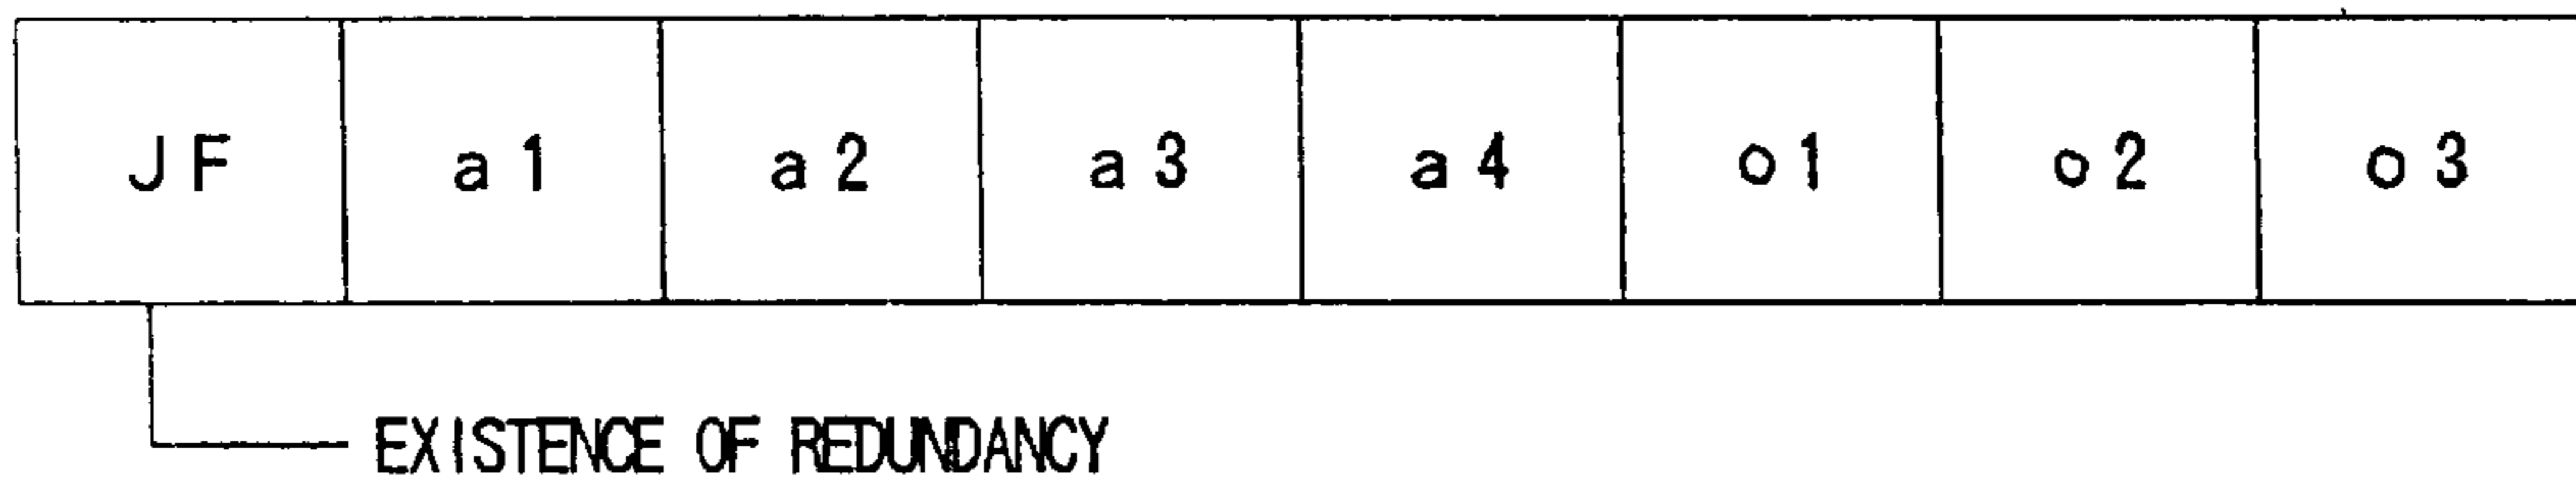 JF a1 a2 a3 a4 o1 o2 o3
EXISTENCE OF REDUNDANCY